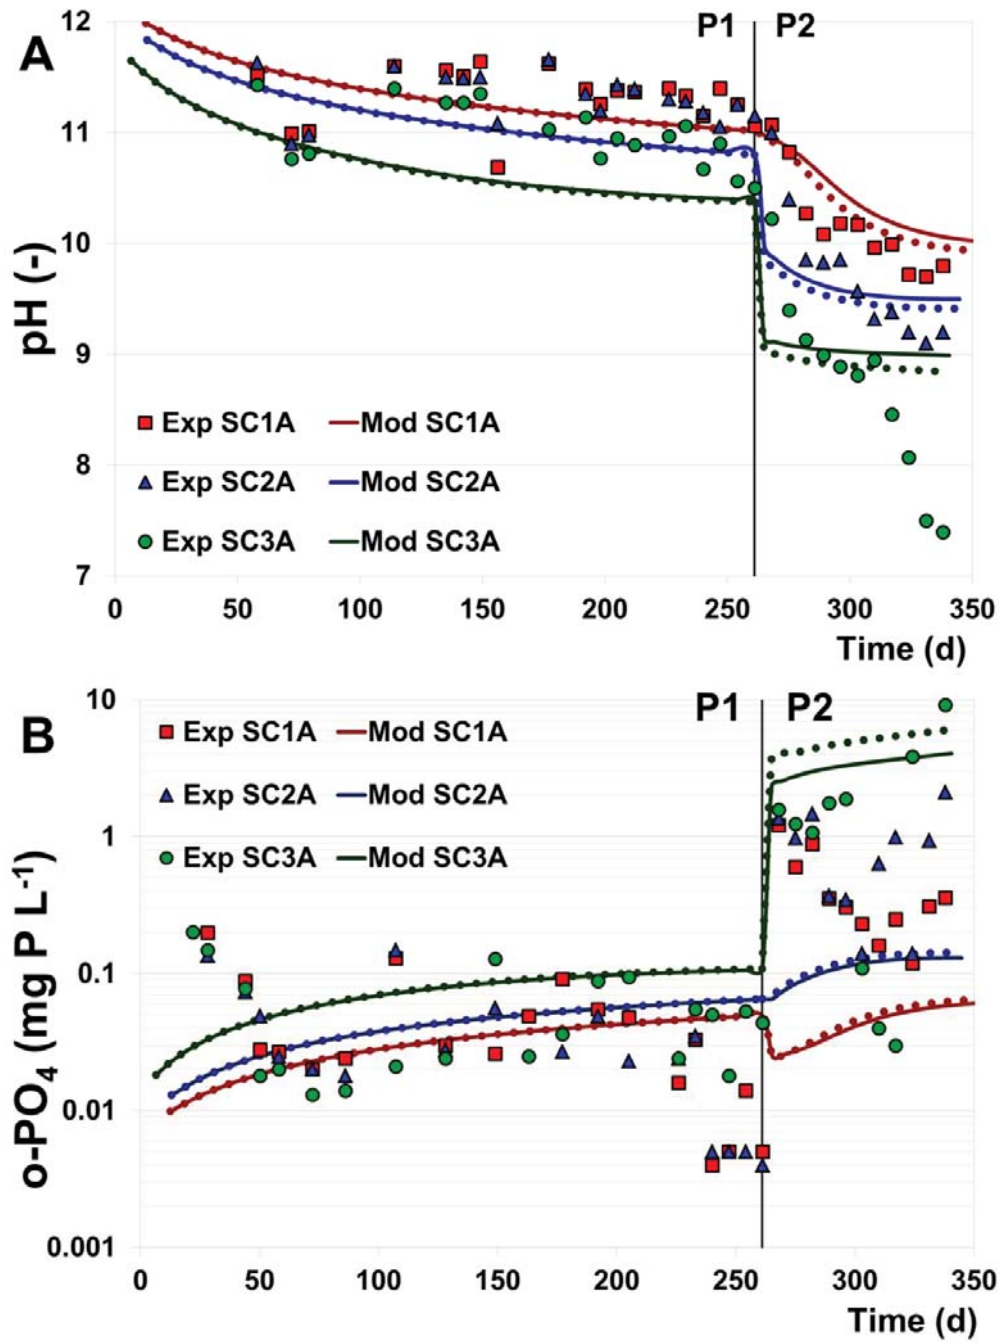 A
P1 P2
12
11
10
9
8
7
pH (-)
Exp SC1A Mod SC1A
Exp SC2A Mod SC2A
Exp SC3A Mod SC3A
0 50 100 150 200 250 300 350
Time (d)
B
P1 P2
10
1
0.1
0.01
0.001
o-PO4 (mg P L-1)
Exp SC1A Mod SC1A
Exp SC2A Mod SC2A
Exp SC3A Mod SC3A
0 50 100 150 200 250 300 350
Time (d)